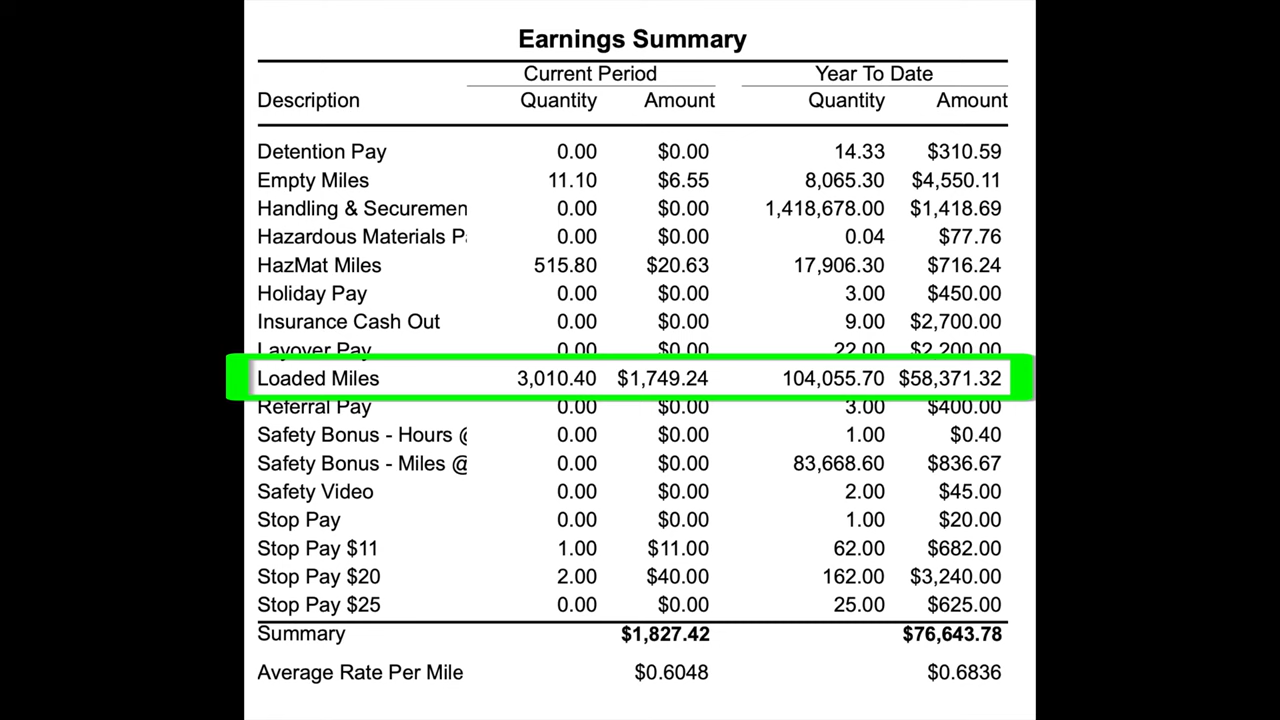 Earnings Summary
Current Period Year To Date
Description Quantity Amount Quantity Amount
Detention Pay 0.00 $0.00 14.33 $310.59
Empty Miles 11.10 $6.55 8,065.30 $4,550.11
Handling & Securemen 0.00 $0.00 1,418,678.00 $1,418.69
Hazardous Materials P 0.00 $0.00 0.04 $77.76
HazMat Miles 515.80 $20.63 17,906.30 $716.24
Holiday Pay 0.00 $0.00 3.00 $450.00
Insurance Cash Out 0.00 $0.00 9.00 $2,700.00
Layover Pay 0.00 $0.00 22.00 $2,200.00
Loaded Miles 3,010.40 $1,749.24 104,055.70 $58,371.32
Referral Pay 0.00 $0.00 3.00 $400.00
Safety Bonus - Hours @ 0.00 $0.00 1.00 $0.40
Safety Bonus - Miles @ 0.00 $0.00 83,668.60 $836.67
Safety Video 0.00 $0.00 2.00 $45.00
Stop Pay 0.00 $0.00 1.00 $20.00
Stop Pay $11 1.00 $11.00 62.00 $682.00
Stop Pay $20 2.00 $40.00 162.00 $3,240.00
Stop Pay $25 0.00 $0.00 25.00 $625.00
Summary $1,827.42 $76,643.78
Average Rate Per Mile $0.6048 $0.6836